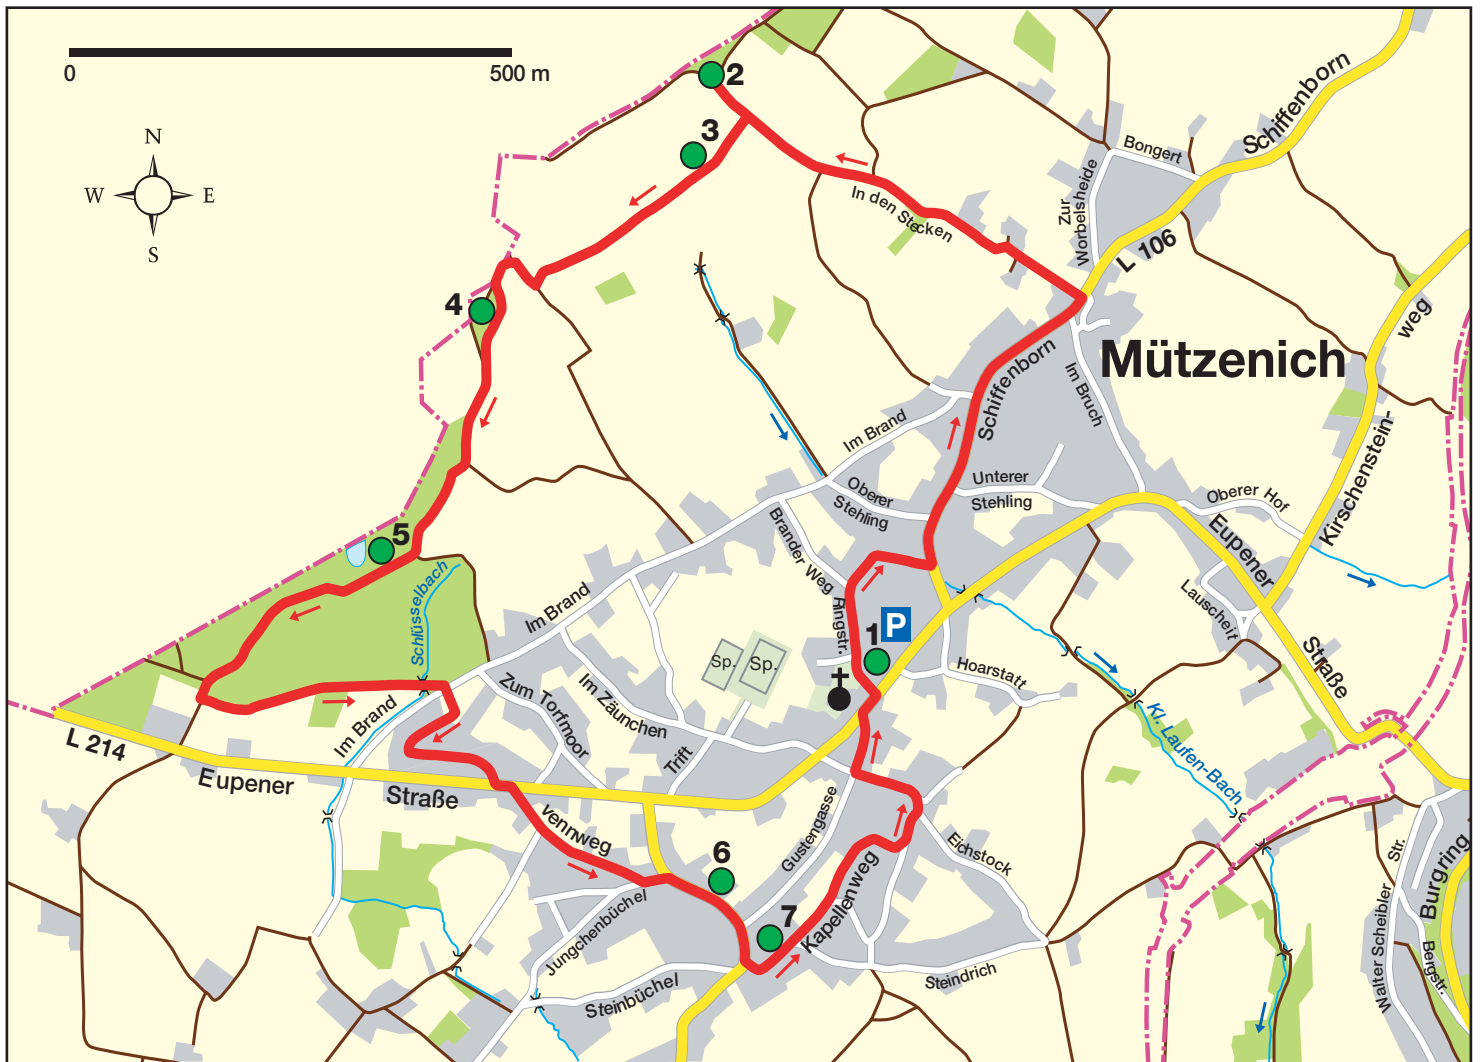 0
500 m
N
W
E
S
2
3
4
5
1
P
6
7
Schiffenborn
Bongert
Zur
Worbelsheide
L 106
In den Stecken
Mützenich
weg
Kirschenstein-
Schiffenborn
Im Bruch
Im Brand
Oberer
Stehling
Unterer
Stehling
Oberer Hof
Eupener
Straße
Lauscheit
Brander Weg
Ringstr.
Schlüsselbach
Im Brand
Sp.
Sp.
Hoarstatt
Zum Torfmoor
Im Zäunchen
Trift
Im Brand
L 214
Eupener
Straße
Kl. Laufen-Bach
Vennweg
Gustengasse
Eichstock
Kapellenweg
Jungchenbüchel
Steinbüchel
Steindrich
Str.
Walter Scheibler
Burgring
Bergstr.